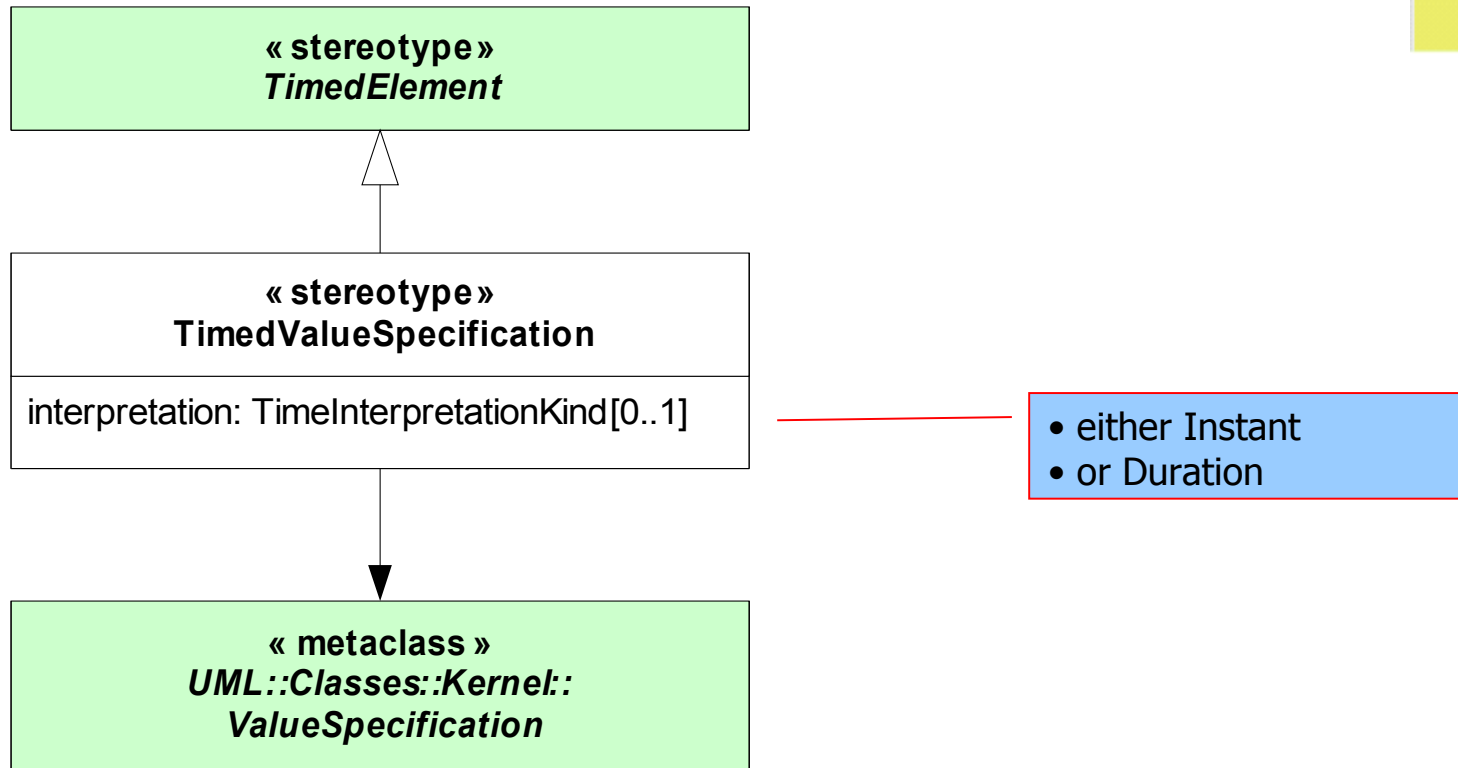 « stereotype»
TimedElement
« stereotype»
TimedValueSpecification
interpretation: TimeInterpretationKind[0..1]
• either Instant
• or Duration
« metaclass »
UML::Classes::Kernel::
ValueSpecification